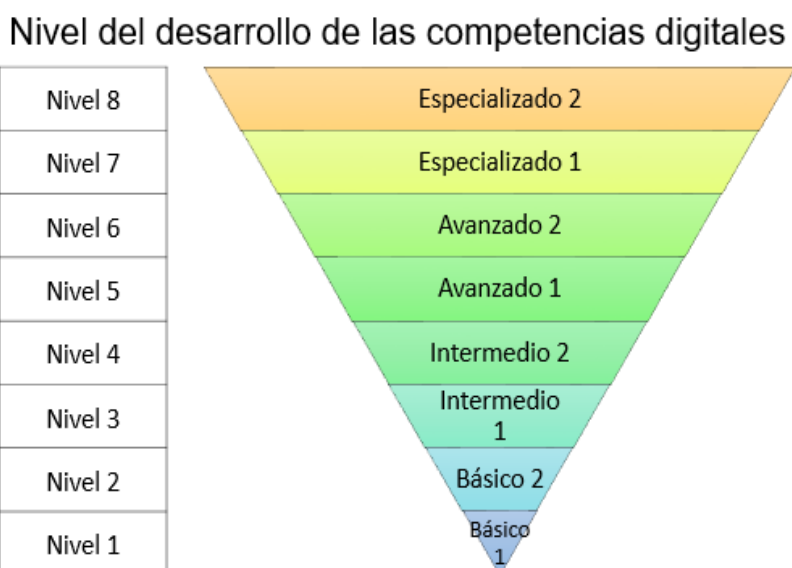 Nivel del desarrollo de las competencias digitales
Nivel 8
Especializado 2
Nivel 7
Especializado 1
Nivel 6
Avanzado 2
Nivel 5
Avanzado 1
Nivel 4
Intermedio 2
Nivel 3
Intermedio
1
Nivel 2
Básico 2
Nivel 1
Básico
1